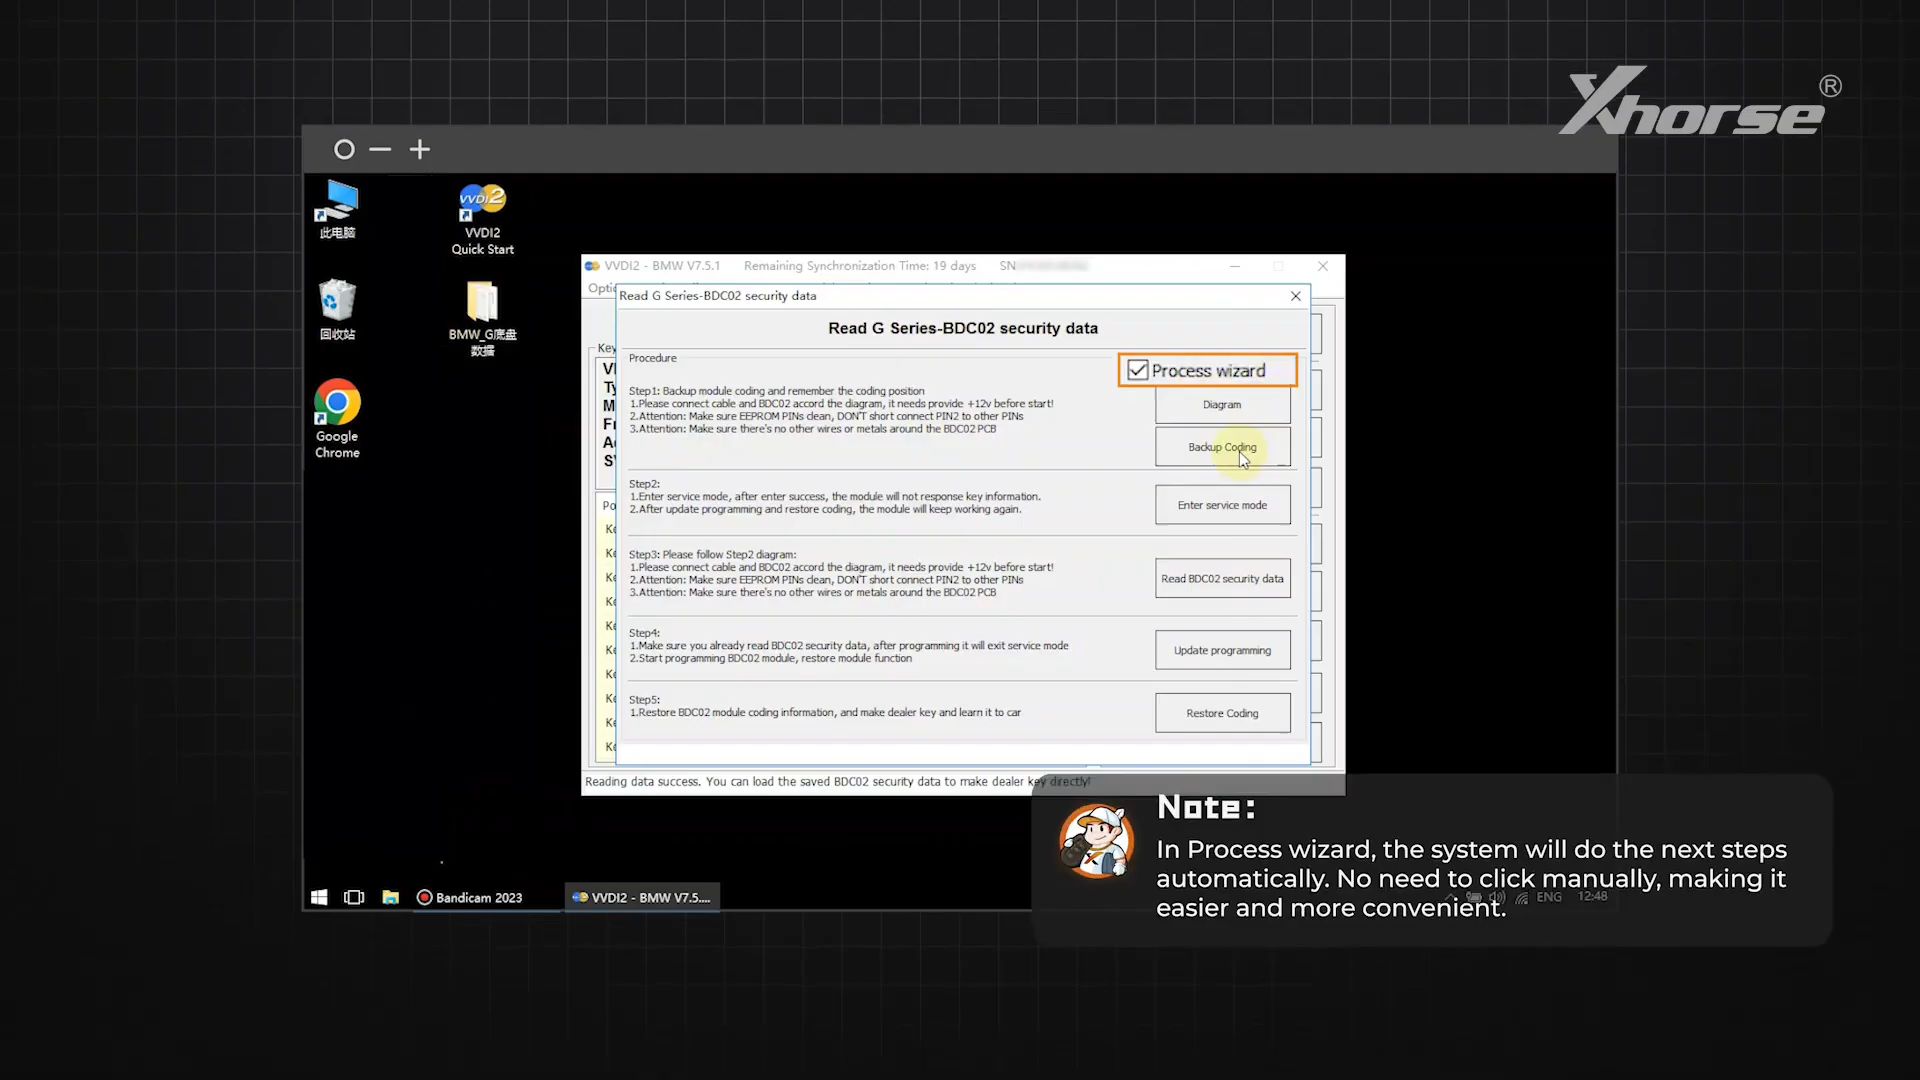 Xhorse®
此电脑
VVDI2
VVDI2
Quick Start
回收站
BMW_G底盘
数据
Google
Chrome
VVDI2 - BMW V7.5.1 Remaining Synchronization Time: 19 days SN
Read G Series-BDC02 security data
Read G Series-BDC02 security data
Procedure
Process wizard
Step1: Backup module coding and remember the coding position
1.Please connect cable and BDC02 accord the diagram, it needs provide +12v before start!
2.Attention: Make sure EEPROM PINs clean, DON'T short connect PIN2 to other PINs
3.Attention: Make sure there's no other wires or metals around the BDC02 PCB
Diagram
Backup Coding
Step2:
1.Enter service mode, after enter success, the module will not response key information.
2.After update programming and restore coding, the module will keep working again.
Enter service mode
Step3: Please follow Step2 diagram:
1.Please connect cable and BDC02 accord the diagram, it needs provide +12v before start!
2.Attention: Make sure EEPROM PINs clean, DON'T short connect PIN2 to other PINs
3.Attention: Make sure there's no other wires or metals around the BDC02 PCB
Read BDC02 security data
Step4:
1.Make sure you already read BDC02 security data, after programming it will exit service mode
2.Start programming BDC02 module, restore module function
Update programming
Step5:
1.Restore BDC02 module coding information, and make dealer key and learn it to car
Restore Coding
Reading data success. You can load the saved BDC02 security data to make dealer key directly!
Note:
In Process wizard, the system will do the next steps
automatically. No need to click manually, making it
easier and more convenient.
Bandicam 2023
VVDI2 - BMW V7.5....
ENG 12:48